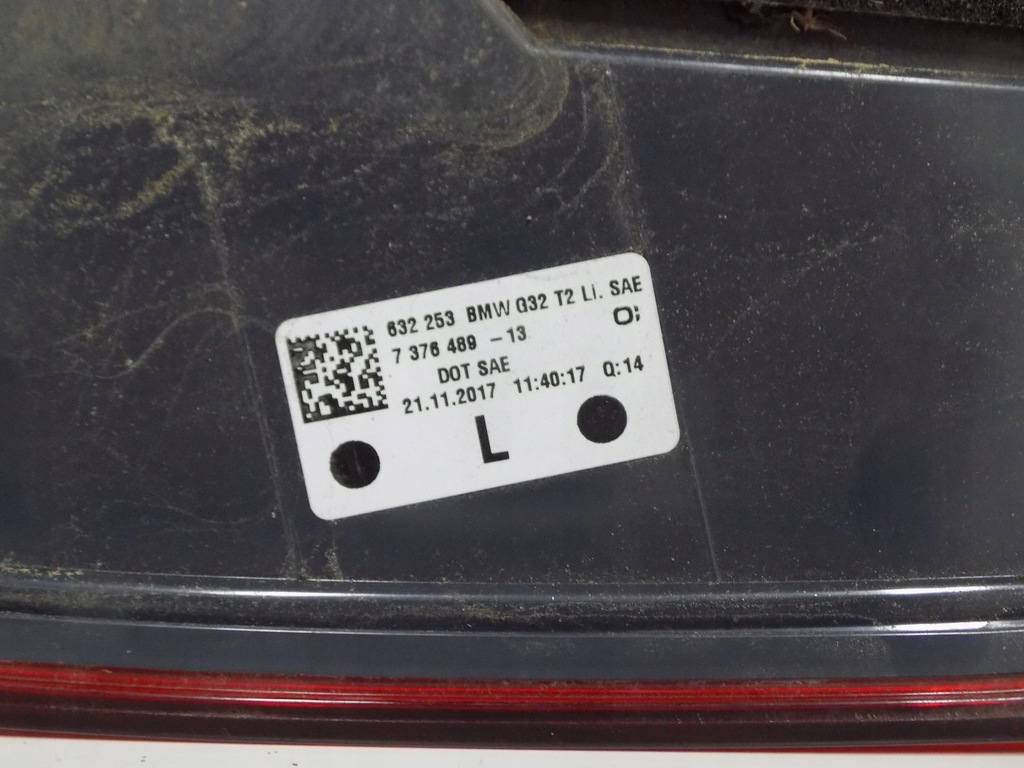 632 253 BMW G32 T2 LI. SAE
7 376 489 -13
O;
DOT SAE
21.11.2017 11:40:17 Q:14
L